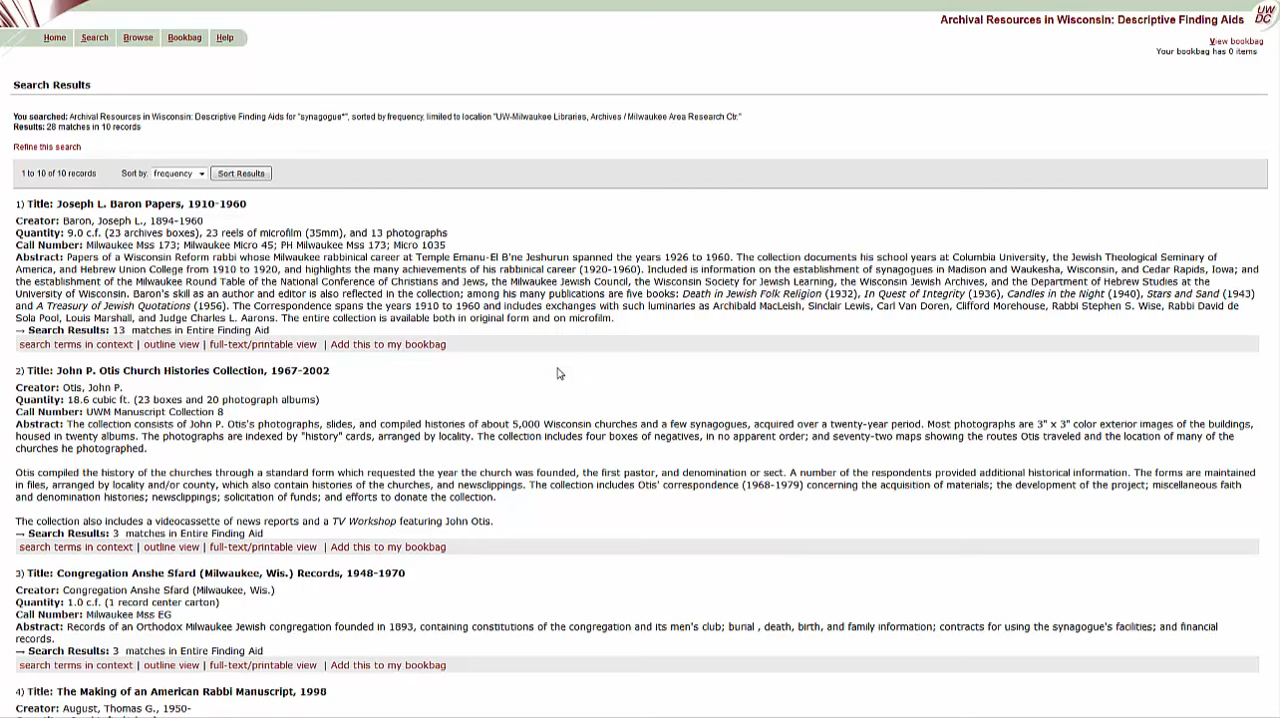 Archival Resources in Wisconsin: Descriptive Finding Aids
UW
DC
Home Search Browse Bookbag Help
View bookbag
Your bookbag has 0 items
Search Results
You searched: Archival Resources in Wisconsin: Descriptive Finding Aids for "synagogue*", sorted by frequency, limited to location "UW-Milwaukee Libraries, Archives / Milwaukee Area Research Ctr."
Results: 28 matches in 10 records
Refine this search
1 to 10 of 10 records Sort by: frequency Sort Results
1) Title: Joseph L. Baron Papers, 1910-1960
Creator: Baron, Joseph L., 1894-1960
Quantity: 9.0 c.f. (23 archives boxes), 23 reels of microfilm (35mm), and 13 photographs
Call Number: Milwaukee Mss 173; Milwaukee Micro 45; PH Milwaukee Mss 173; Micro 1035
Abstract: Papers of a Wisconsin Reform rabbi whose Milwaukee rabbinical career at Temple Emanu-El B'ne Jeshurun spanned the years 1926 to 1960. The collection documents his school years at Columbia University, the Jewish Theological Seminary of
America, and Hebrew Union College from 1910 to 1920, and highlights the many achievements of his rabbinical career (1920-1960). Included is information on the establishment of synagogues in Madison and Waukesha, Wisconsin, and Cedar Rapids, Iowa; and
the establishment of the Milwaukee Round Table of the National Conference of Christians and Jews, the Milwaukee Jewish Council, the Wisconsin Society for Jewish Learning, the Wisconsin Jewish Archives, and the Department of Hebrew Studies at the
University of Wisconsin. Baron's skill as an author and editor is also reflected in the collection; among his many publications are five books: Death in Jewish Folk Religion (1932), In Quest of Integrity (1936), Candles in the Night (1940), Stars and Sand (1943)
and A Treasury of Jewish Quotations (1956). The Correspondence spans the years 1910 to 1960 and includes exchanges with such luminaries as Archibald MacLeish, Sinclair Lewis, Carl Van Doren, Clifford Morehouse, Rabbi Stephen S. Wise, Rabbi David de
Sola Pool, Louis Marshall, and Judge Charles L. Aarons. The entire collection is available both in original form and on microfilm.
→ Search Results: 13 matches in Entire Finding Aid
search terms in context | outline view | full-text/printable view | Add this to my bookbag
2) Title: John P. Otis Church Histories Collection, 1967-2002
Creator: Otis, John P.
Quantity: 18.6 cubic ft. (23 boxes and 20 photograph albums)
Call Number: UWM Manuscript Collection 8
Abstract: The collection consists of John P. Otis's photographs, slides, and compiled histories of about 5,000 Wisconsin churches and a few synagogues, acquired over a twenty-year period. Most photographs are 3" x 3" color exterior images of the buildings,
housed in twenty albums. The photographs are indexed by "history" cards, arranged by locality. The collection includes four boxes of negatives, in no apparent order; and seventy-two maps showing the routes Otis traveled and the location of many of the
churches he photographed.
Otis compiled the history of the churches through a standard form which requested the year the church was founded, the first pastor, and denomination or sect. A number of the respondents provided additional historical information. The forms are maintained
in files, arranged by locality and/or county, which also contain histories of the churches, and newsclippings. The collection includes Otis' correspondence (1968-1979) concerning the acquisition of materials; the development of the project; miscellaneous faith
and denomination histories; newsclippings; solicitation of funds; and efforts to donate the collection.
The collection also includes a videocassette of news reports and a TV Workshop featuring John Otis.
→ Search Results: 3 matches in Entire Finding Aid
search terms in context | outline view | full-text/printable view | Add this to my bookbag
3) Title: Congregation Anshe Sfard (Milwaukee, Wis.) Records, 1948-1970
Creator: Congregation Anshe Sfard (Milwaukee, Wis.)
Quantity: 1.0 c.f. (1 record center carton)
Call Number: Milwaukee Mss EG
Abstract: Records of an Orthodox Milwaukee Jewish congregation founded in 1893, containing constitutions of the congregation and its men's club; burial , death, birth, and family information; contracts for using the synagogue's facilities; and financial
records.
→ Search Results: 3 matches in Entire Finding Aid
search terms in context | outline view | full-text/printable view | Add this to my bookbag
4) Title: The Making of an American Rabbi Manuscript, 1998
Creator: August, Thomas G., 1950-